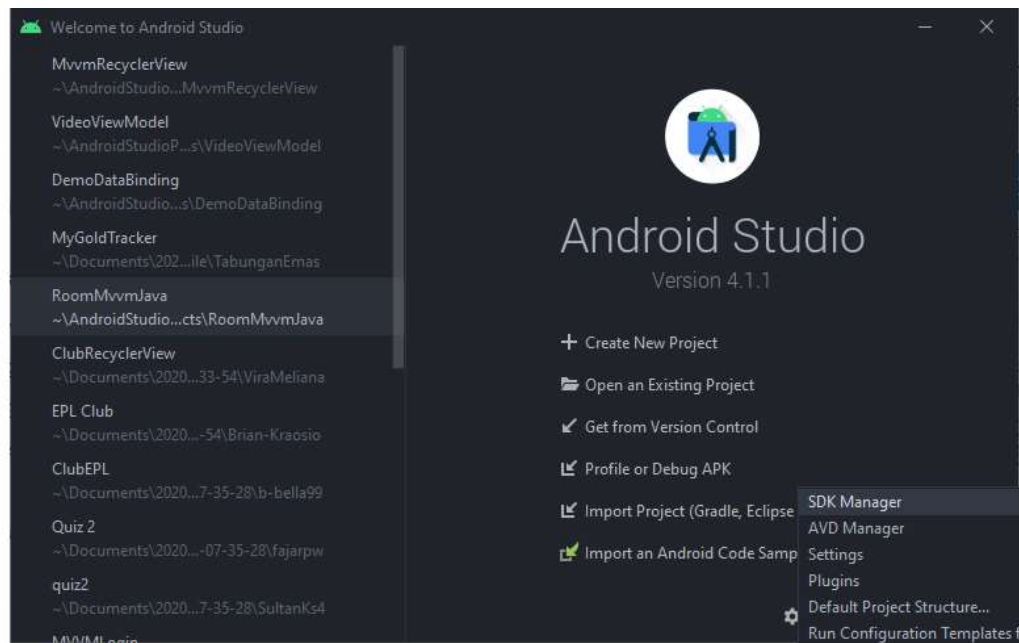 Welcome to Android Studio
MvvmRecyclerView
~\AndroidStudio...MvvmRecyclerView
VideoViewModel
~\AndroidStudioP...s\VideoViewModel
DemoDataBinding
~\AndroidStudio...s\DemoDataBinding
MyGoldTracker
~\Documents\202...ile\TabunganEmas
RoomMvvmJava
~\AndroidStudio...cts\RoomMvvmJava
ClubRecyclerView
~\Documents\2020...33-54\ViraMeliana
EPL Club
~\Documents\2020...-54\Brian-Kraosio
ClubEPL
~\Documents\2020...7-35-28\b-bella99
Quiz 2
~\Documents\2020...-07-35-28\fajarpw
quiz2
~\Documents\2020...7-35-28\SultanKs4
MVVMLogin
Android Studio
Version 4.1.1
Create New Project
Open an Existing Project
Get from Version Control
Profile or Debug APK
Import Project (Gradle, Eclipse
Import an Android Code Samp
SDK Manager
AVD Manager
Settings
Plugins
Default Project Structure...
Run Configuration Templates f